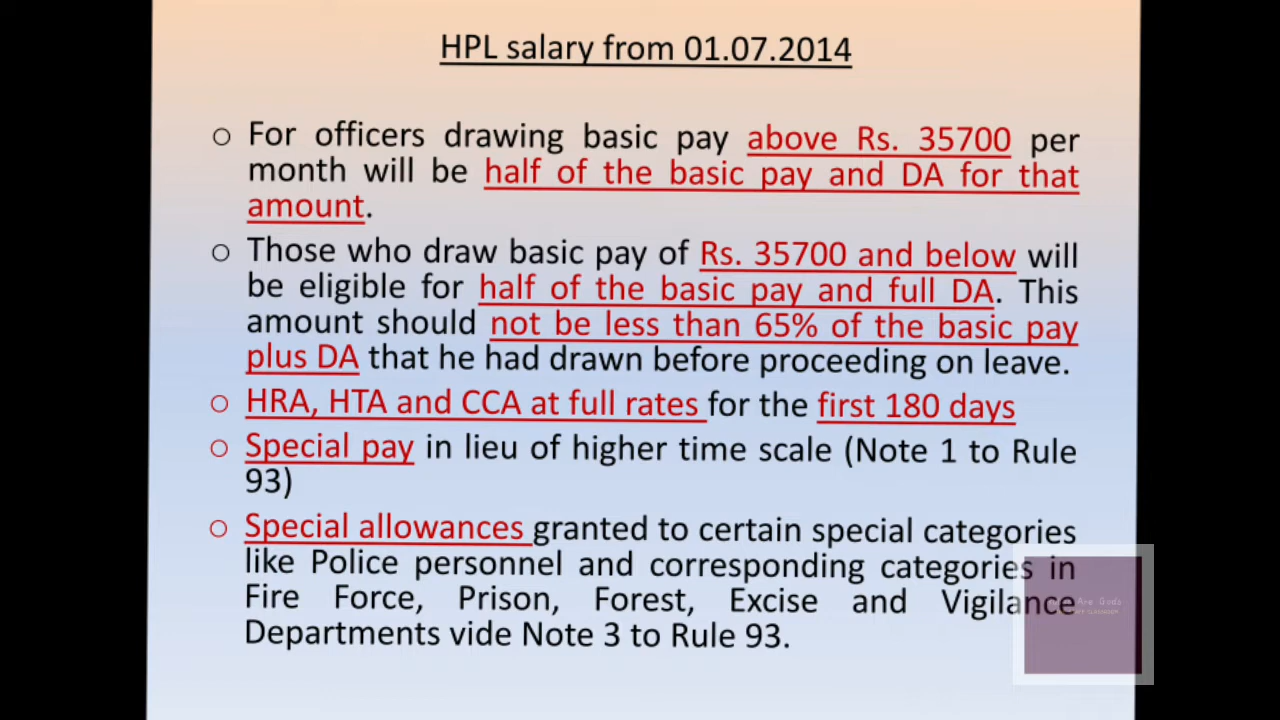 HPL salary from 01.07.2014
o For officers drawing basic pay above Rs. 35700 per
month will be half of the basic pay and DA for that
amount.
o Those who draw basic pay of Rs. 35700 and below will
be eligible for half of the basic pay and full DA. This
amount should not be less than 65% of the basic pay
plus DA that he had drawn before proceeding on leave.
o HRA, HTA and CCA at full rates for the first 180 days
o Special pay in lieu of higher time scale (Note 1 to Rule
93)
o Special allowances granted to certain special categories
like Police personnel and corresponding categories in
Fire Force, Prison, Forest, Excise and Vigilance
Departments vide Note 3 to Rule 93.
Are Gods